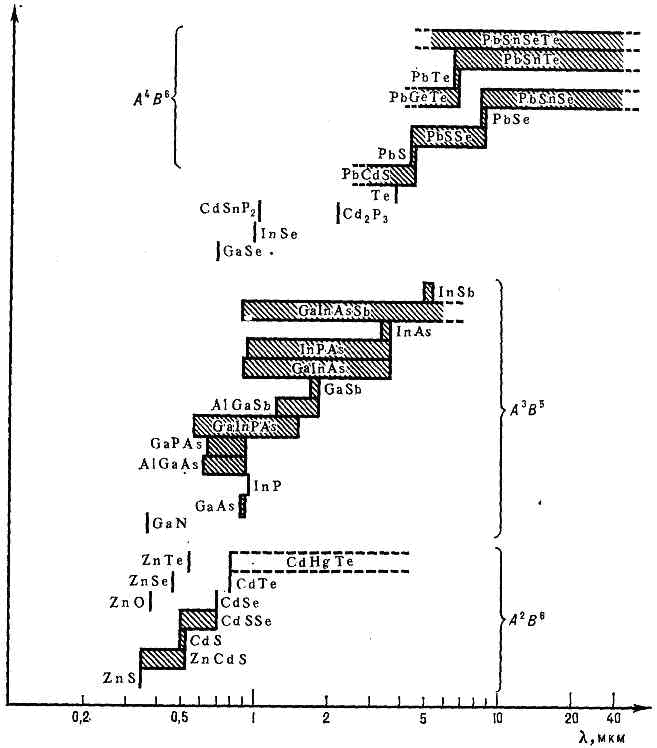 PbSnSeTe
PbSnTe
PbTe
A⁴B⁶
PbGeTe
PbSnSe
PbSe
PbSSe
PbS
PbCdS
Te
CdSnP₂
Cd₂P₃
InSe
GaSe
InSb
GaInAsSb
InAs
InPAs
GaInAs
GaSb
AlGaSb
A³B⁵
GaInPAs
GaPAs
AlGaAs
InP
GaAs
GaN
ZnTe
CdHgTe
ZnSe
CdTe
ZnO
CdSe
CdSSe
A²B⁶
CdS
ZnCdS
ZnS
0,2 0,5 1 2 5 10 20 40
λ, мкм